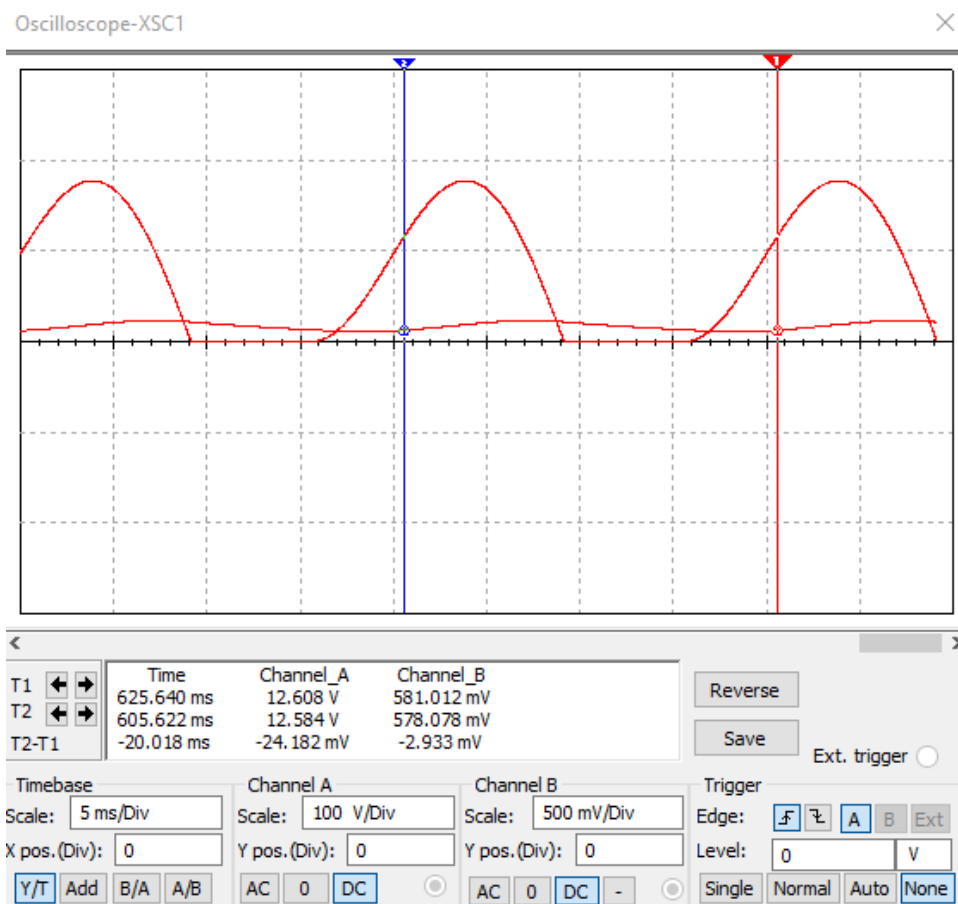 Oscilloscope-XSC1
2 1
Time Channel_A Channel_B
T1 625.640 ms 12.608 V 581.012 mV
T2 605.622 ms 12.584 V 578.078 mV
T2-T1 -20.018 ms -24.182 mV -2.933 mV
Reverse
Save
Ext. trigger
Timebase Channel A Channel B Trigger
Scale: 5 ms/Div Scale: 100 V/Div Scale: 500 mV/Div Edge: A B Ext
X pos.(Div): 0 Y pos.(Div): 0 Y pos.(Div): 0 Level: 0 V
Y/T Add B/A A/B AC 0 DC AC 0 DC - Single Normal Auto None